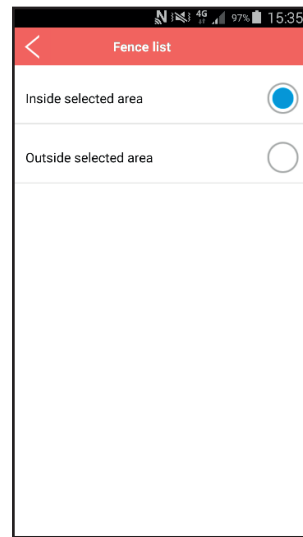 4G 97% 15:35
Fence list
Inside selected area
Outside selected area